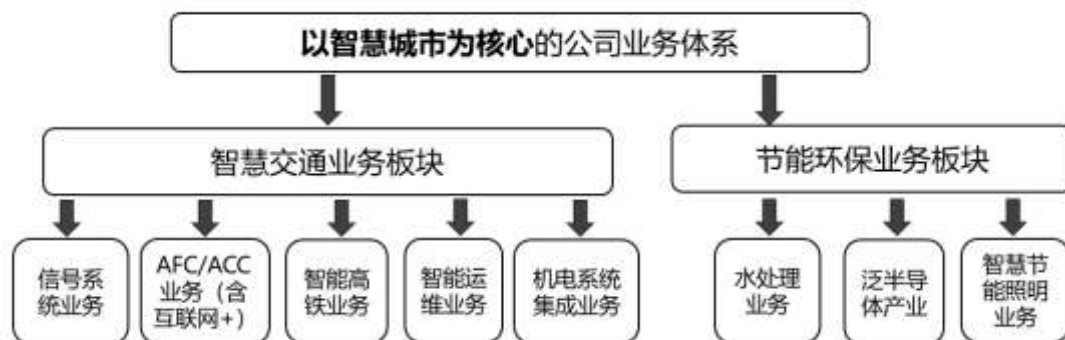 以智慧城市为核心的公司业务体系
智慧交通业务板块
节能环保业务板块
信号系
统业务
AFC/ACC
业务（含
互联网+）
智能高
铁业务
智能运
维业务
机电系统
集成业务
水处理
业务
泛半导
体产业
智慧节
能照明
业务